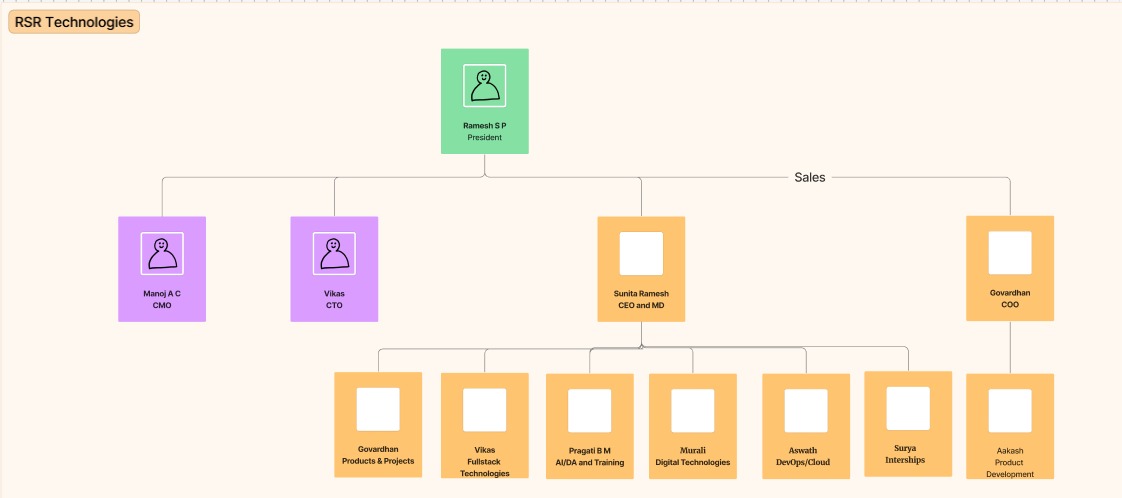 RSR Technologies
Ramesh S P
President
Sales
Manoj A C
CMO
Vikas
CTO
Sunita Ramesh
CEO and MD
Govardhan
COO
Govardhan
Products & Projects
Vikas
Fullstack
Technologies
Pragati B M
AI/DA and Training
Murali
Digital Technologies
Aswath
DevOps/Cloud
Surya
Interships
Aakash
Product
Development